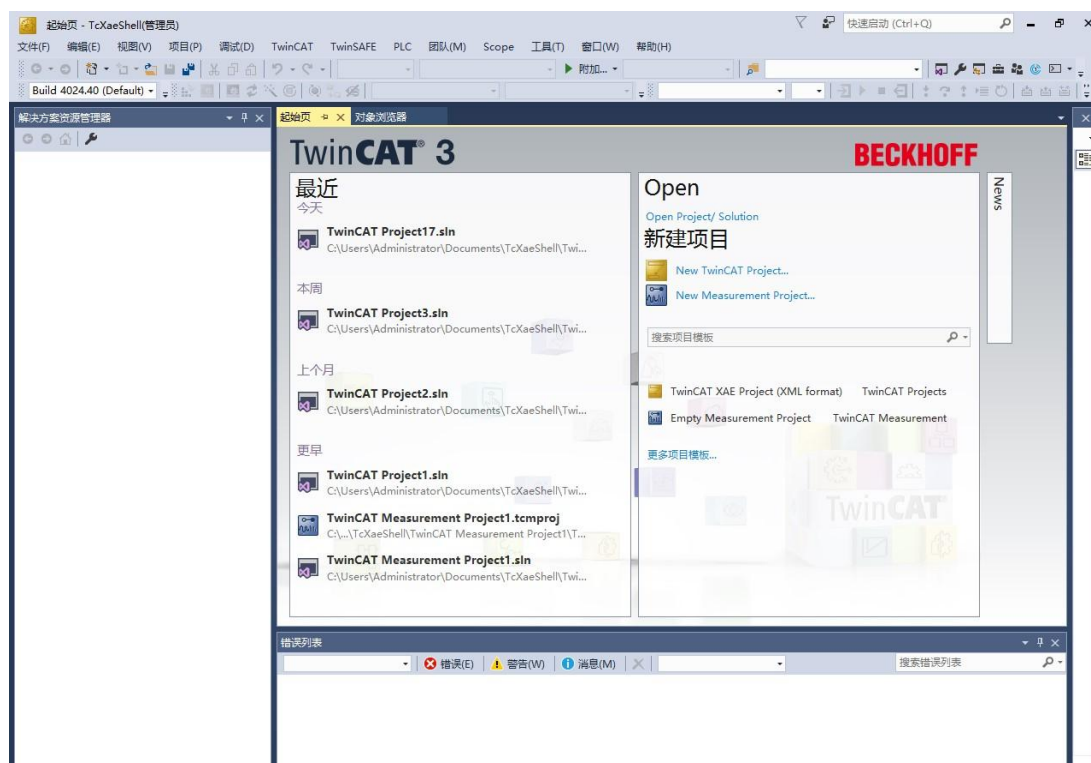 起始页 - TcXaeShell(管理员)
快速启动 (Ctrl+Q)
文件(F) 编辑(E) 视图(V) 项目(P) 调试(D) TwinCAT TwinSAFE PLC 团队(M) Scope 工具(T) 窗口(W) 帮助(H)
附加...
Build 4024.40 (Default)
解决方案资源管理器
起始页 对象浏览器
TwinCAT® 3
BECKHOFF
最近
今天
TwinCAT Project17.sln
C:\Users\Administrator\Documents\TcXaeShell\Twi...
本周
TwinCAT Project3.sln
C:\Users\Administrator\Documents\TcXaeShell\Twi...
上个月
TwinCAT Project2.sln
C:\Users\Administrator\Documents\TcXaeShell\Twi...
更早
TwinCAT Project1.sln
C:\Users\Administrator\Documents\TcXaeShell\Twi...
TwinCAT Measurement Project1.tcmproj
C:\...\TcXaeShell\TwinCAT Measurement Project1\T...
TwinCAT Measurement Project1.sln
C:\Users\Administrator\Documents\TcXaeShell\Twi...
Open
Open Project/ Solution
新建项目
New TwinCAT Project...
New Measurement Project...
搜索项目模板
TwinCAT XAE Project (XML format) TwinCAT Projects
Empty Measurement Project TwinCAT Measurement
更多项目模板...
TwinCAT
News
错误列表
错误(E) 警告(W) 消息(M)
搜索错误列表